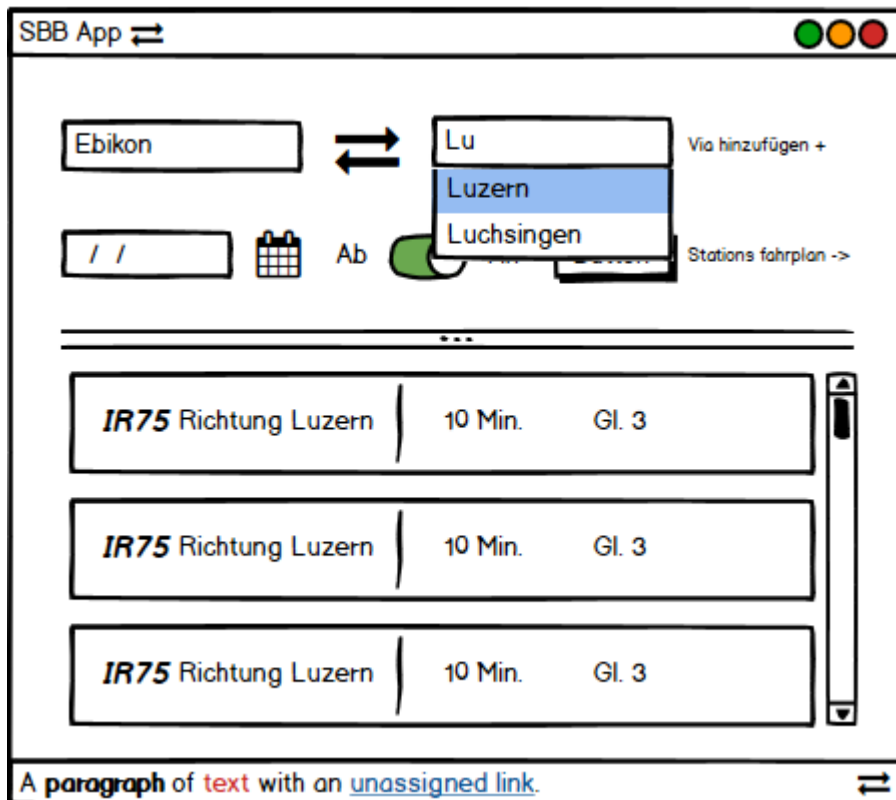 SBB App
Ebikon
Lu
Via hinzufügen +
Luzern
Luchsingen
/ /
Ab
Stations fahrplan ->
IR75 Richtung Luzern
10 Min.
Gl. 3
IR75 Richtung Luzern
10 Min.
Gl. 3
IR75 Richtung Luzern
10 Min.
Gl. 3
A paragraph of text with an unassigned link.